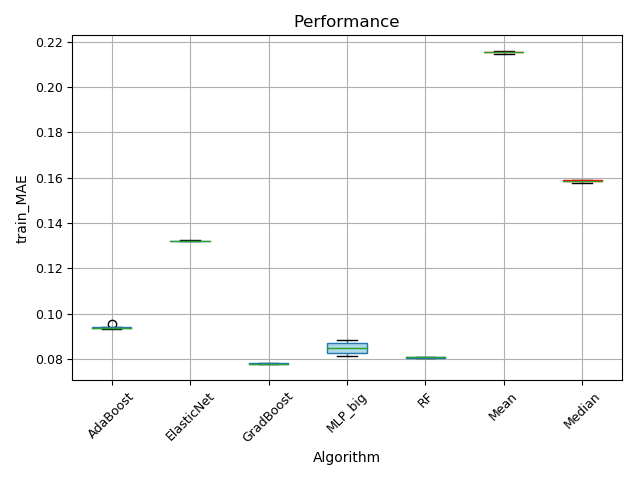 Performance
train_MAE
0.22
0.20
0.18
0.16
0.14
0.12
0.10
0.08
AdaBoost
ElasticNet
GradBoost
MLP_big
RF
Mean
Median
Algorithm